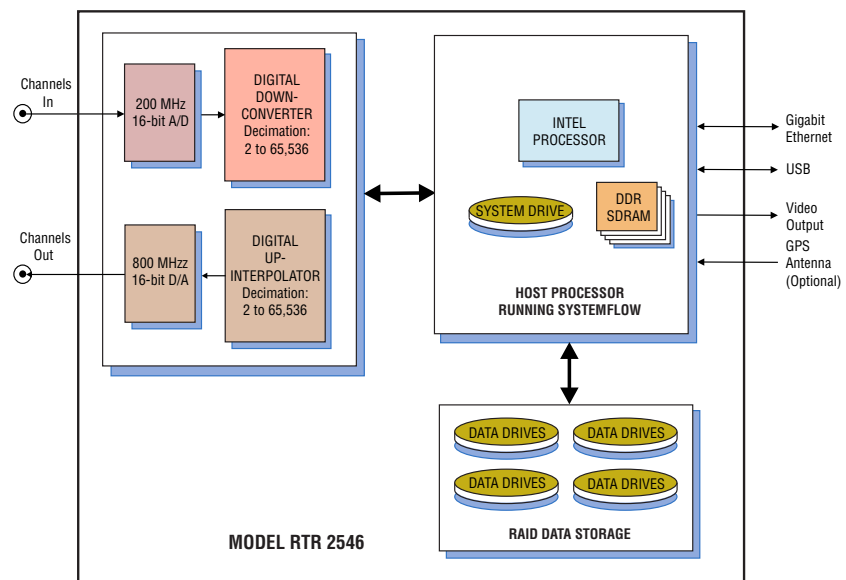 Channels
In
200 MHz
16-bit A/D
DIGITAL
DOWN-
CONVERTER
Decimation:
2 to 65,536
Channels
Out
800 MHzz
16-bit D/A
DIGITAL
UP-
INTERPOLATOR
Decimation:
2 to 65,536
INTEL
PROCESSOR
SYSTEM DRIVE
DDR
SDRAM
HOST PROCESSOR
RUNNING SYSTEMFLOW
Gigabit
Ethernet
USB
Video
Output
GPS
Antenna
(Optional)
DATA DRIVES
DATA DRIVES
DATA DRIVES
DATA DRIVES
RAID DATA STORAGE
MODEL RTR 2546